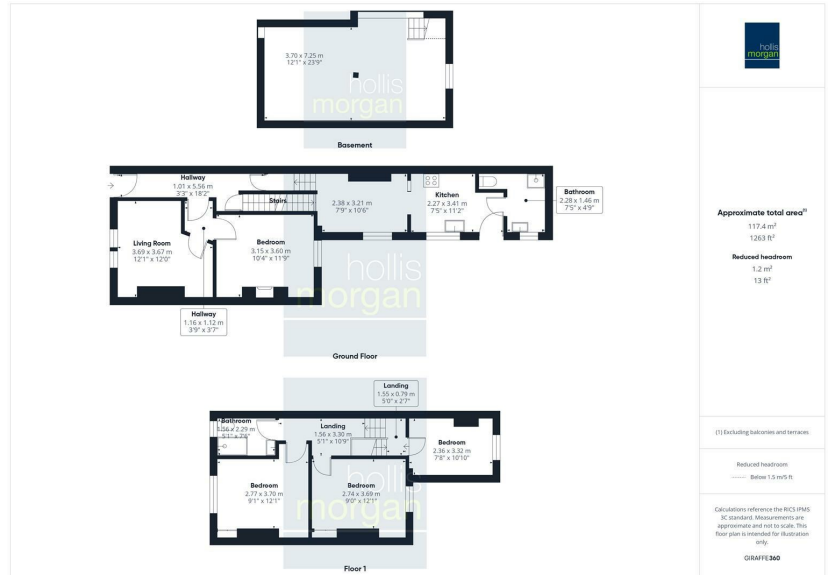 3.70 x 7.25 m
12'1" x 23'9"
hollis
morgan
Basement
Hallway
1.01 x 5.56 m
3'3" x 18'2"
Stairs
2.38 x 3.21 m
7'9" x 10'6"
Kitchen
2.27 x 3.41 m
7'5" x 11'2"
Bathroom
2.28 x 1.46 m
7'5" x 4'9"
Living Room
3.69 x 3.67 m
12'1" x 12'0"
Bedroom
3.15 x 3.60 m
10'4" x 11'9"
hollis
morgan
Hallway
1.16 x 1.12 m
3'9" x 3'7"
Ground Floor
Landing
1.55 x 0.79 m
5'0" x 2'7"
Bathroom
1.56 x 2.29 m
5'1" x 7'6"
Landing
1.56 x 3.30 m
5'1" x 10'9"
Bedroom
2.36 x 3.32 m
7'8" x 10'10"
Bedroom
2.77 x 3.70 m
9'1" x 12'1"
Bedroom
2.74 x 3.69 m
9'0" x 12'1"
hollis
morgan
Floor 1
hollis
morgan
Approximate total area(1)
117.4 m²
1263 ft²
Reduced headroom
1.2 m²
13 ft²
(1) Excluding balconies and terraces
Reduced headroom
Below 1.5 m/5 ft
Calculations reference the RICS IPMS
3C standard. Measurements are
approximate and not to scale. This
floor plan is intended for illustration
only.
GIRAFFE360